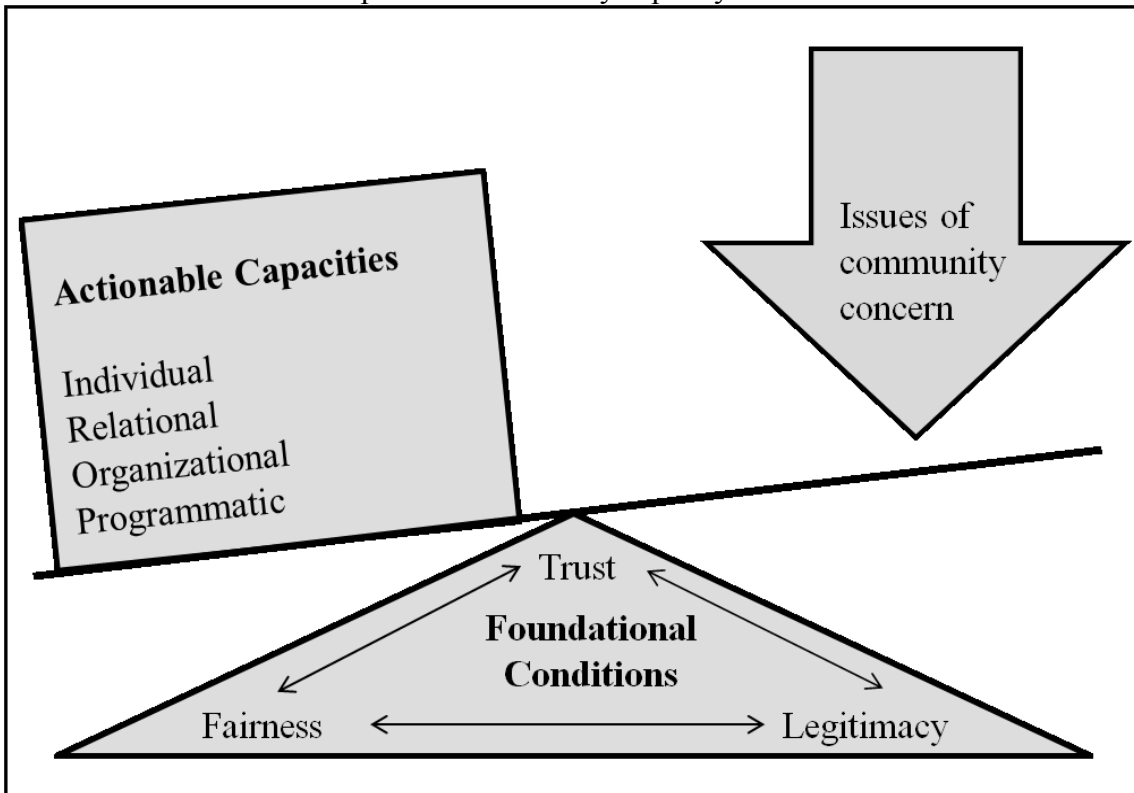 Actionable Capacities
Individual
Relational
Organizational
Programmatic
Issues of
community
concern
Trust
Foundational
Conditions
Fairness
Legitimacy